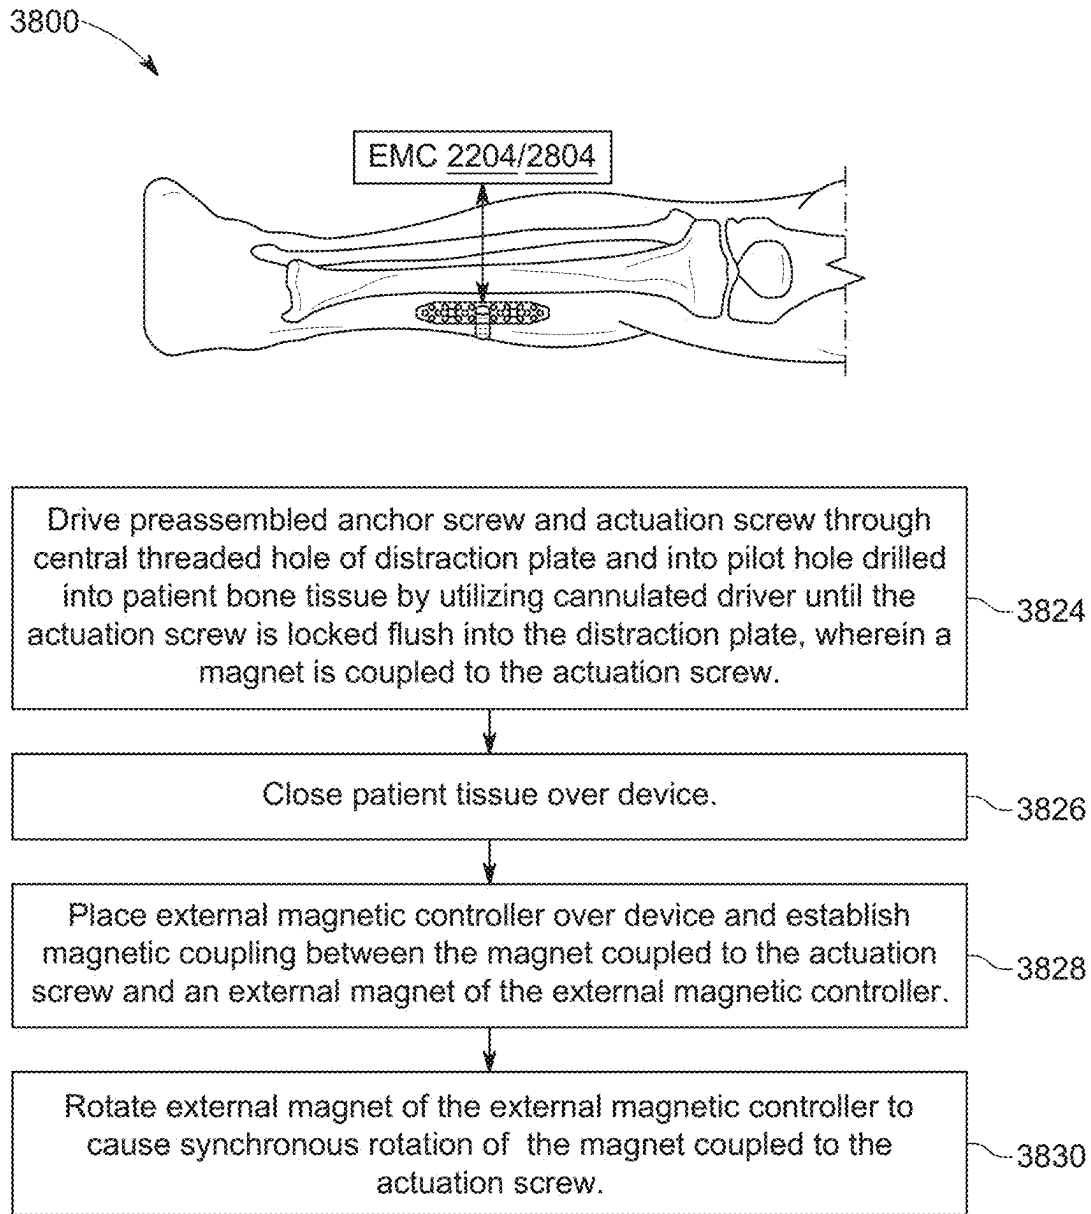 3800
EMC 2204/2804
Drive preassembled anchor screw and actuation screw through
central threaded hole of distraction plate and into pilot hole drilled
into patient bone tissue by utilizing cannulated driver until the
actuation screw is locked flush into the distraction plate, wherein a
magnet is coupled to the actuation screw.
3824
Close patient tissue over device.
3826
Place external magnetic controller over device and establish
magnetic coupling between the magnet coupled to the actuation
screw and an external magnet of the external magnetic controller.
3828
Rotate external magnet of the external magnetic controller to
cause synchronous rotation of the magnet coupled to the
actuation screw.
3830